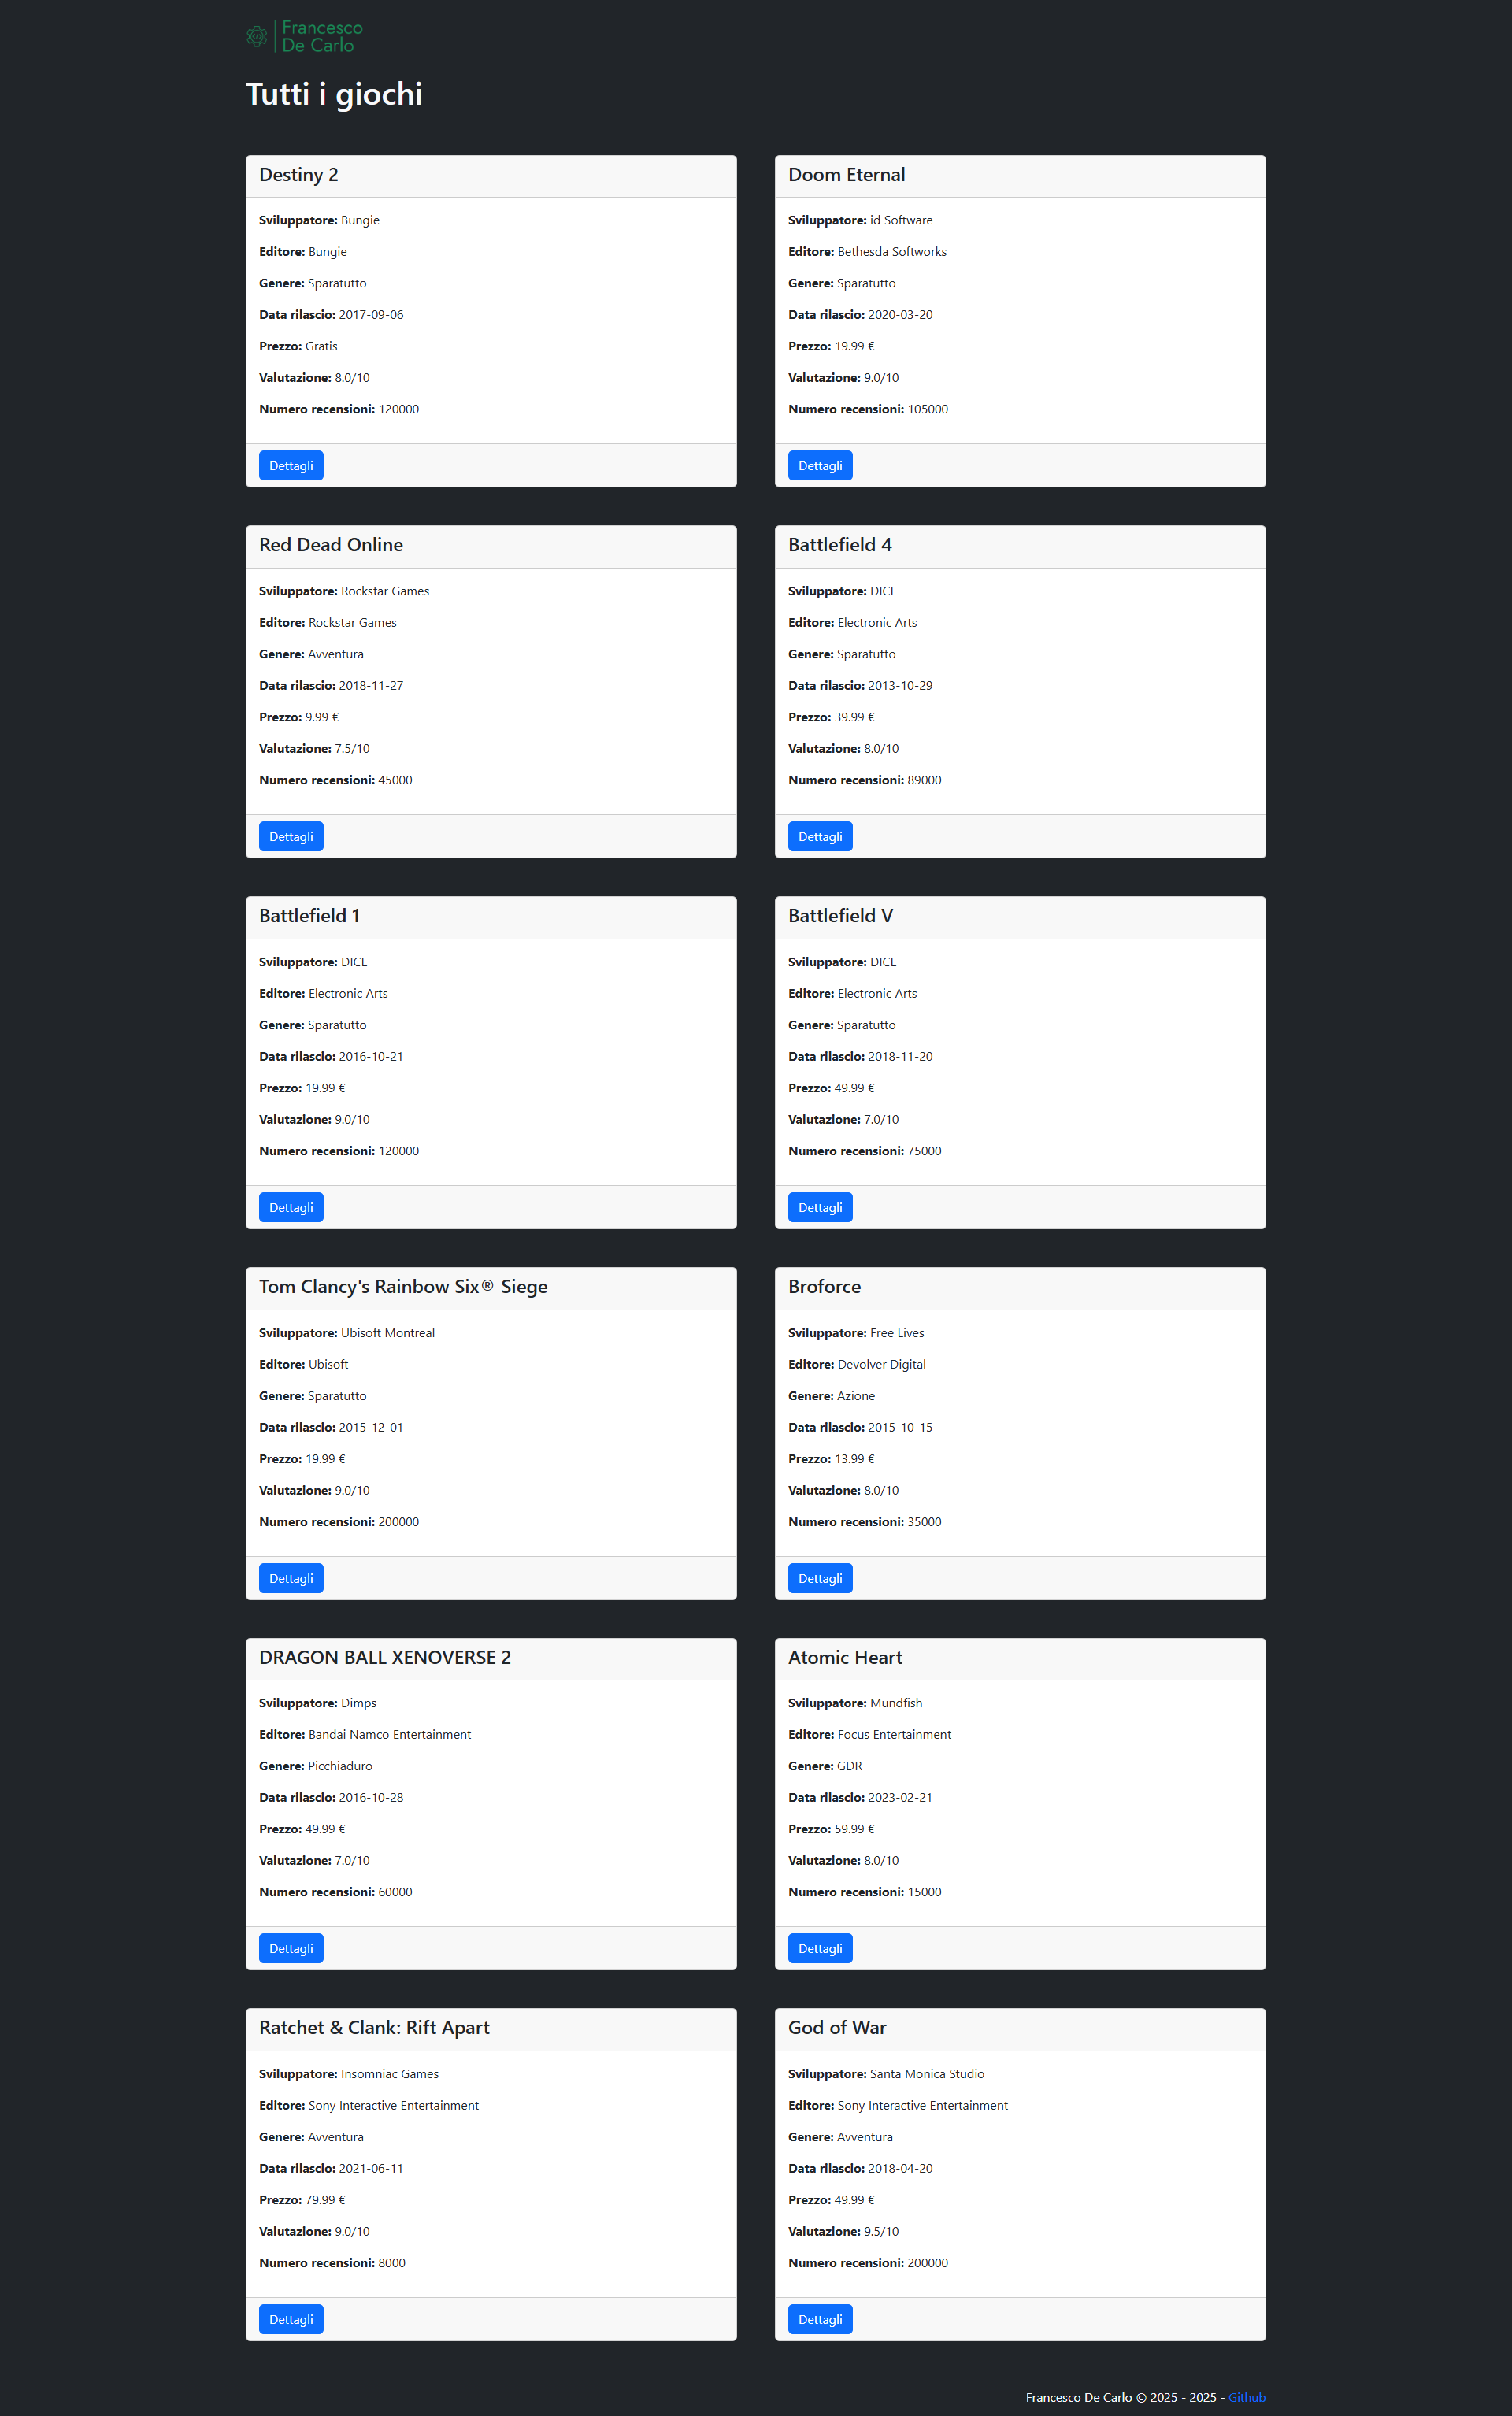 Francesco
De Carlo
Tutti i giochi
Destiny 2
Sviluppatore: Bungie
Editore: Bungie
Genere: Sparatutto
Data rilascio: 2017-09-06
Prezzo: Gratis
Valutazione: 8.0/10
Numero recensioni: 120000
Dettagli
Doom Eternal
Sviluppatore: id Software
Editore: Bethesda Softworks
Genere: Sparatutto
Data rilascio: 2020-03-20
Prezzo: 19.99 €
Valutazione: 9.0/10
Numero recensioni: 105000
Dettagli
Red Dead Online
Sviluppatore: Rockstar Games
Editore: Rockstar Games
Genere: Avventura
Data rilascio: 2018-11-27
Prezzo: 9.99 €
Valutazione: 7.5/10
Numero recensioni: 45000
Dettagli
Battlefield 4
Sviluppatore: DICE
Editore: Electronic Arts
Genere: Sparatutto
Data rilascio: 2013-10-29
Prezzo: 39.99 €
Valutazione: 8.0/10
Numero recensioni: 89000
Dettagli
Battlefield 1
Sviluppatore: DICE
Editore: Electronic Arts
Genere: Sparatutto
Data rilascio: 2016-10-21
Prezzo: 19.99 €
Valutazione: 9.0/10
Numero recensioni: 120000
Dettagli
Battlefield V
Sviluppatore: DICE
Editore: Electronic Arts
Genere: Sparatutto
Data rilascio: 2018-11-20
Prezzo: 49.99 €
Valutazione: 7.0/10
Numero recensioni: 75000
Dettagli
Tom Clancy's Rainbow Six® Siege
Sviluppatore: Ubisoft Montreal
Editore: Ubisoft
Genere: Sparatutto
Data rilascio: 2015-12-01
Prezzo: 19.99 €
Valutazione: 9.0/10
Numero recensioni: 200000
Dettagli
Broforce
Sviluppatore: Free Lives
Editore: Devolver Digital
Genere: Azione
Data rilascio: 2015-10-15
Prezzo: 13.99 €
Valutazione: 8.0/10
Numero recensioni: 35000
Dettagli
DRAGON BALL XENOVERSE 2
Sviluppatore: Dimps
Editore: Bandai Namco Entertainment
Genere: Picchiaduro
Data rilascio: 2016-10-28
Prezzo: 49.99 €
Valutazione: 7.0/10
Numero recensioni: 60000
Dettagli
Atomic Heart
Sviluppatore: Mundfish
Editore: Focus Entertainment
Genere: GDR
Data rilascio: 2023-02-21
Prezzo: 59.99 €
Valutazione: 8.0/10
Numero recensioni: 15000
Dettagli
Ratchet & Clank: Rift Apart
Sviluppatore: Insomniac Games
Editore: Sony Interactive Entertainment
Genere: Avventura
Data rilascio: 2021-06-11
Prezzo: 79.99 €
Valutazione: 9.0/10
Numero recensioni: 8000
Dettagli
God of War
Sviluppatore: Santa Monica Studio
Editore: Sony Interactive Entertainment
Genere: Avventura
Data rilascio: 2018-04-20
Prezzo: 49.99 €
Valutazione: 9.5/10
Numero recensioni: 200000
Dettagli
Francesco De Carlo © 2025 - 2025 - Github